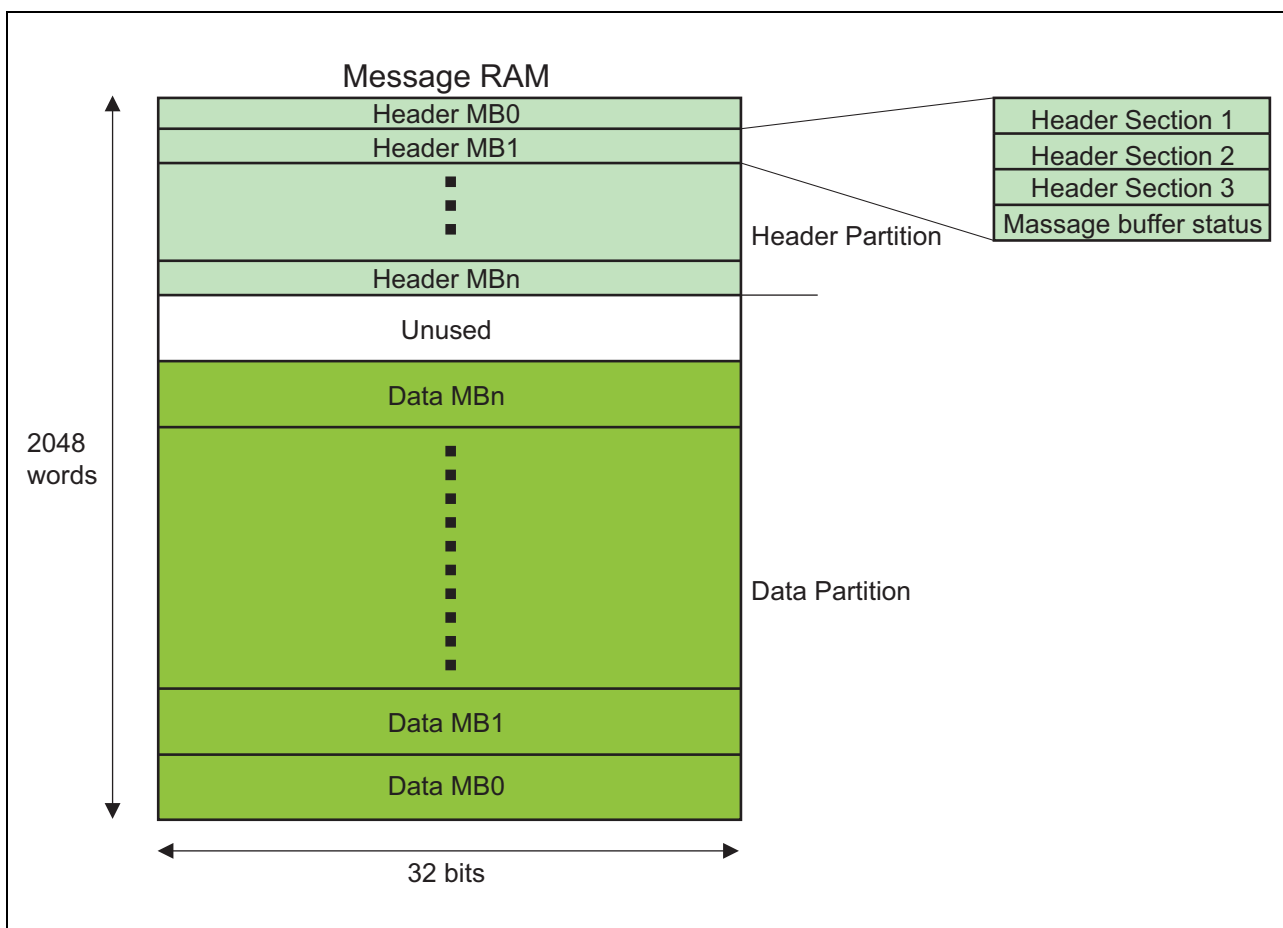 Message RAM
Header MB0
Header MB1
Header MBn
Unused
Data MBn
Data MB1
Data MB0
Header Partition
Data Partition
Header Section 1
Header Section 2
Header Section 3
Massage buffer status
2048
words
32 bits